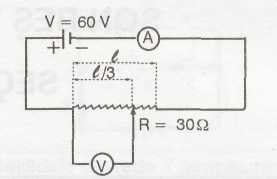 V = 60 V
+ −
A
ℓ
ℓ/3
R = 30Ω
V